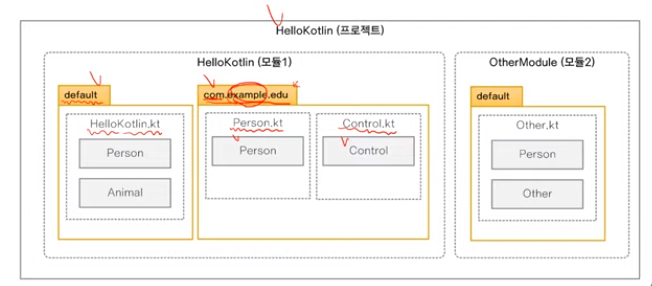 HelloKotlin (프로젝트)
HelloKotlin (모듈1)
default
HelloKotlin.kt
Person
Animal
com.example.edu
Person.kt
Person
Control.kt
Control
OtherModule (모듈2)
default
Other.kt
Person
Other